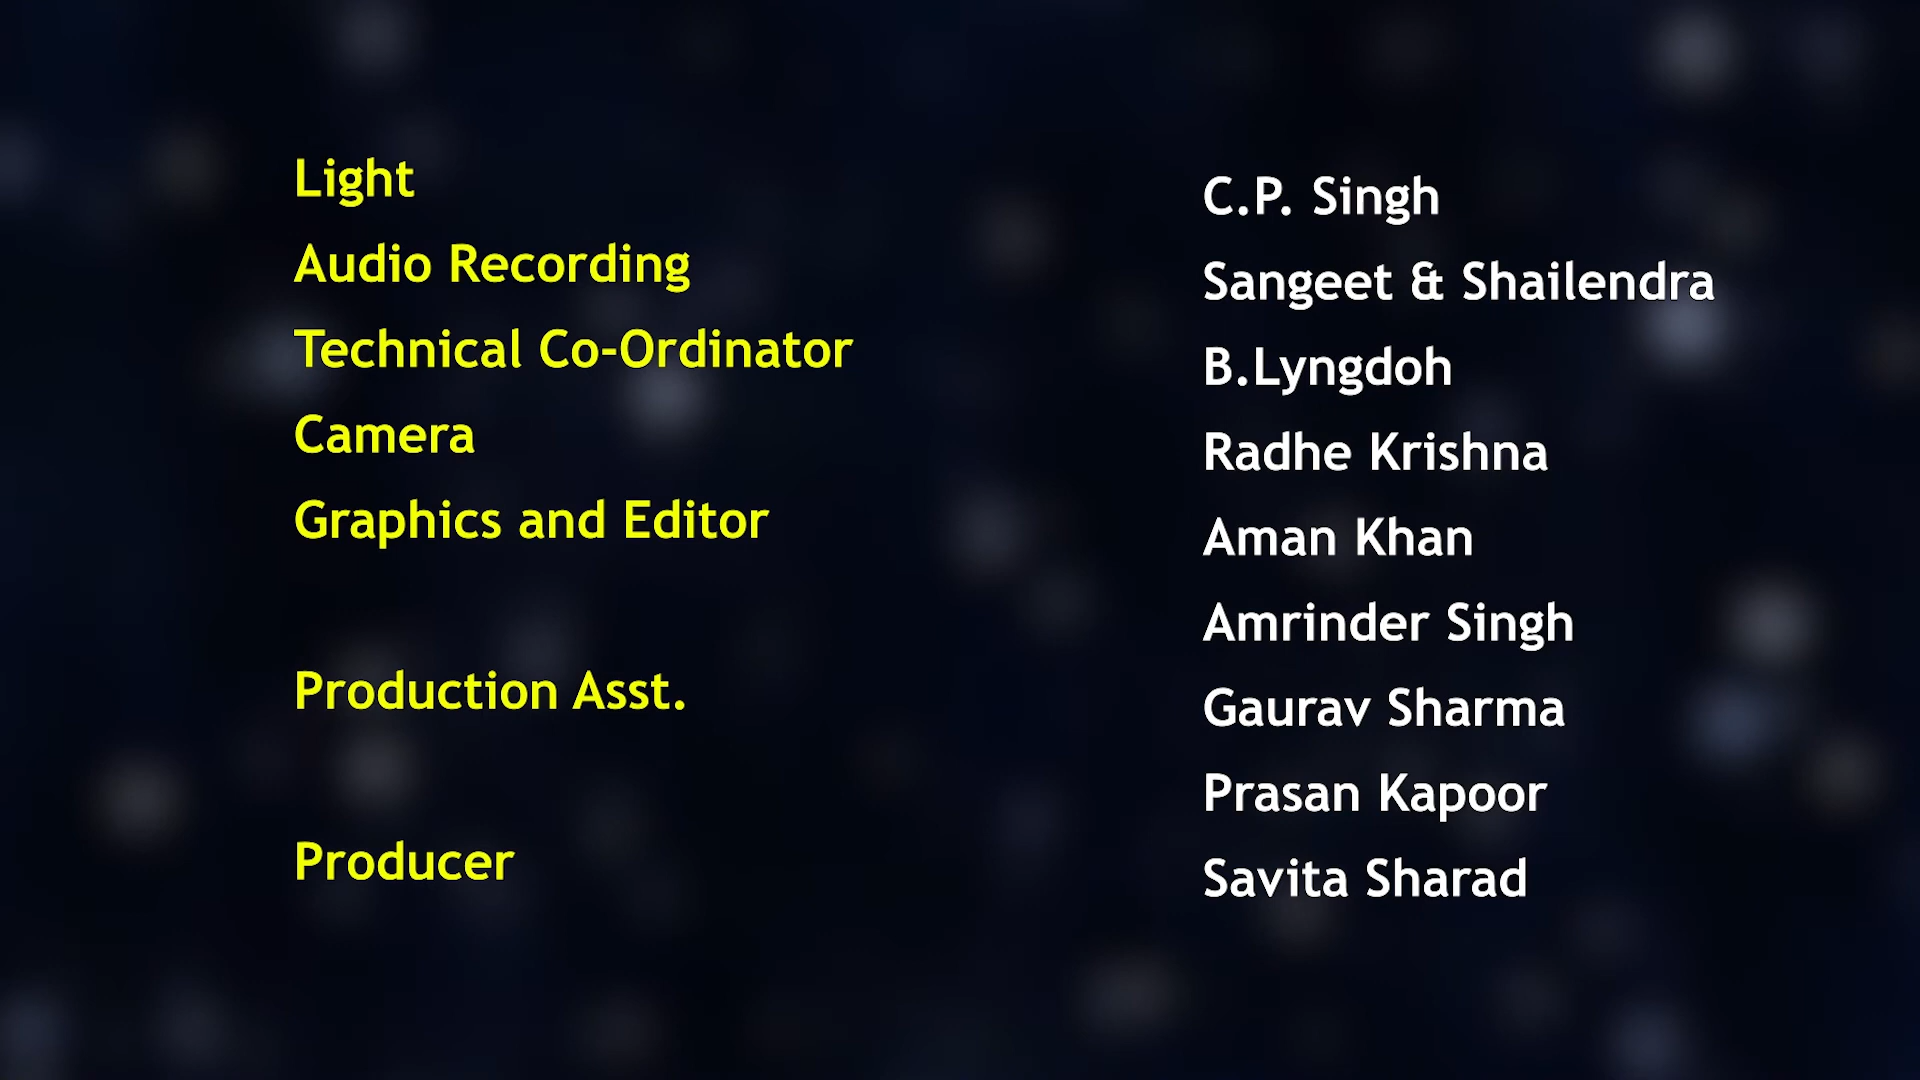 Light
C.P. Singh
Audio Recording
Sangeet & Shailendra
Technical Co-Ordinator
B.Lyngdoh
Camera
Radhe Krishna
Graphics and Editor
Aman Khan
Amrinder Singh
Production Asst.
Gaurav Sharma
Prasan Kapoor
Producer
Savita Sharad